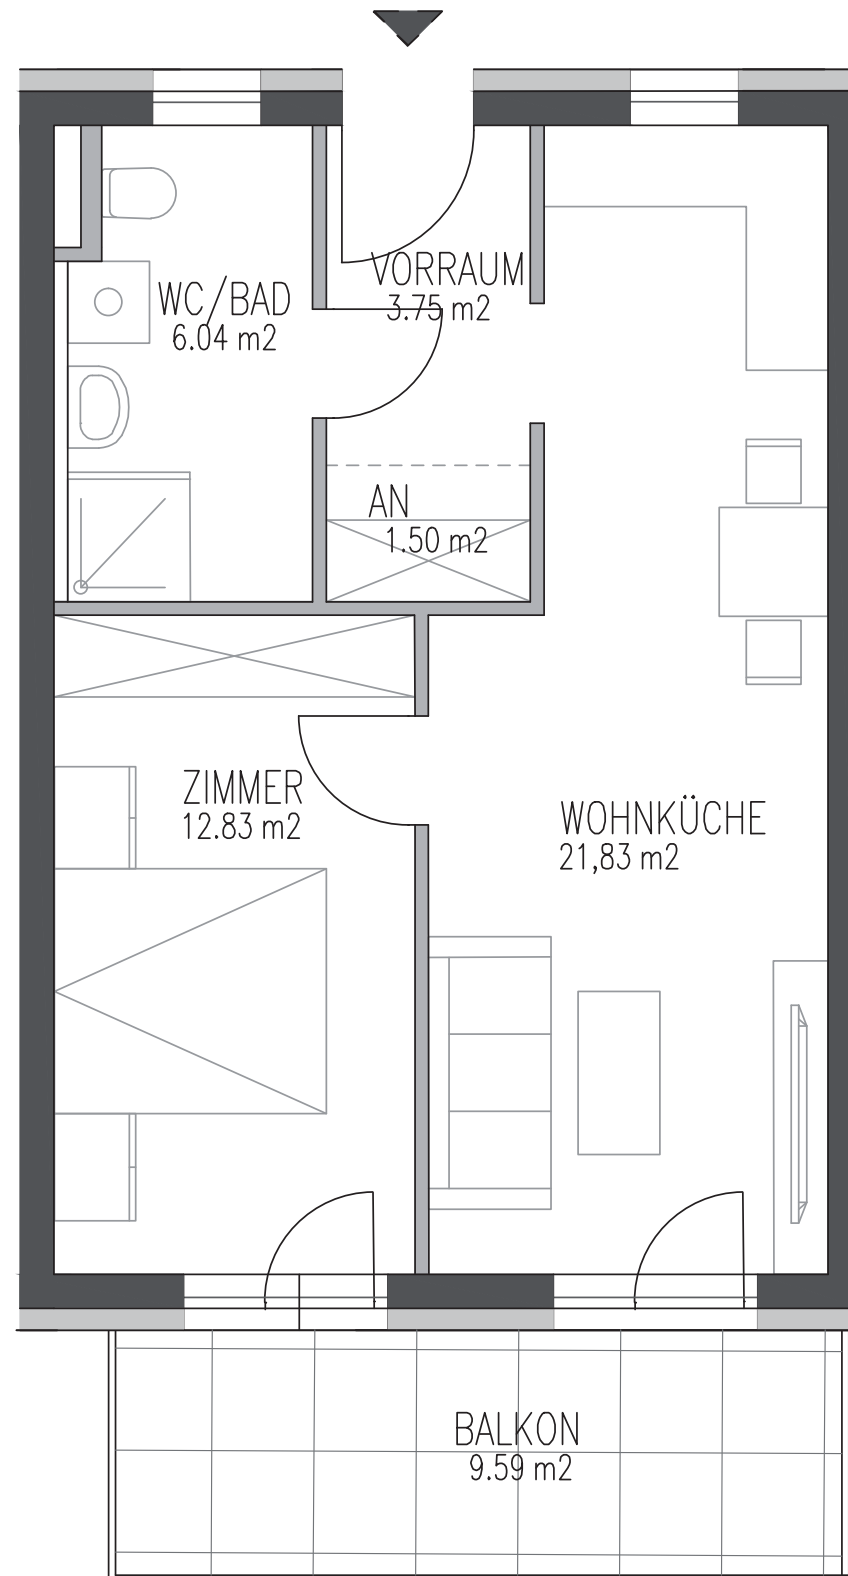 VORRAUM
3.75 m2
WC/BAD
6.04 m2
AN
1.50 m2
ZIMMER
12.83 m2
WOHNKÜCHE
21,83 m2
BALKON
9.59 m2